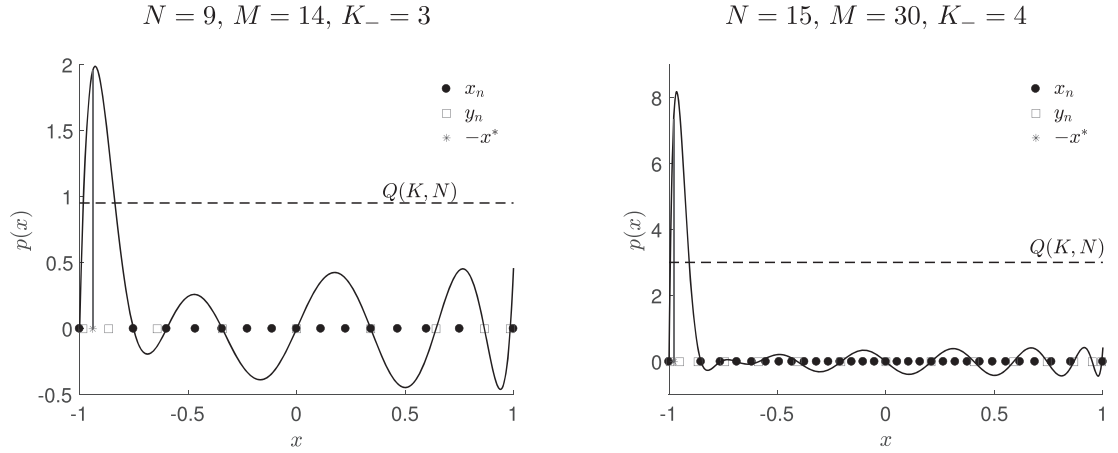 N = 9, M = 14, K₋ = 3
2
1.5
1
0.5
0
-0.5
p(x)
x_n
y_n
−x*
Q(K, N)
-1
-0.5
0
0.5
1
x
N = 15, M = 30, K₋ = 4
8
6
4
2
0
p(x)
x_n
y_n
−x*
Q(K, N)
-1
-0.5
0
0.5
1
x